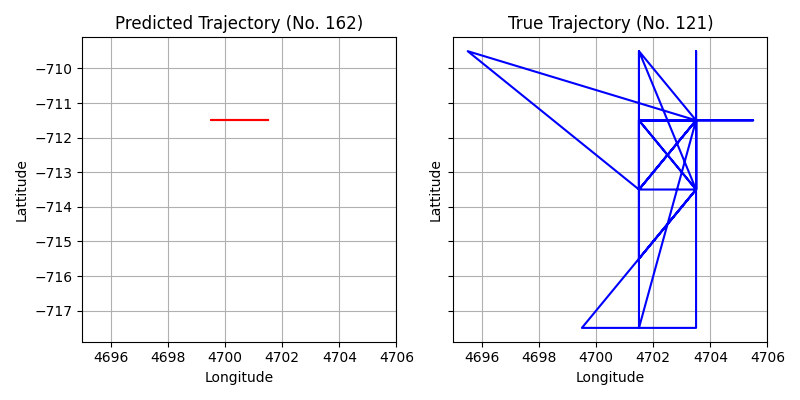 Predicted Trajectory (No. 162)
True Trajectory (No. 121)
Lattitude
−710
−711
−712
−713
−714
−715
−716
−717
4696 4698 4700 4702 4704 4706
Longitude
Lattitude
4696 4698 4700 4702 4704 4706
Longitude